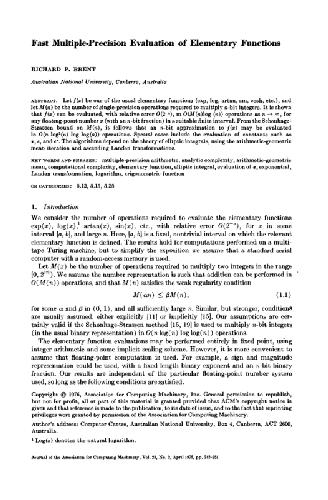 Fast Multiple-Precision Evaluation of Elementary Functions
RICHARD P. BRENT
Australian National University, Canberra, Australia
ABSTRACT. Let f(x) be one of the usual elementary functions (exp, log, artan, sin, cosh, etc.), and
let M(n) be the number of single-precision operations required to multiply n-bit integers. It is shown
that f(x) can be evaluated, with relative error O(2⁻ⁿ), in O(M(n)log (n)) operations as n → ∞, for
any floating-point number x (with an n-bit fraction) in a suitable finite interval. From the Schönhage-
Strassen bound on M(n), it follows that an n-bit approximation to f(x) may be evaluated
in O(n log²(n) log log(n)) operations. Special cases include the evaluation of constants such as
π, e, and eπ. The algorithms depend on the theory of elliptic integrals, using the arithmetic-geometric
mean iteration and ascending Landen transformations.
KEY WORDS AND PHRASES: multiple-precision arithmetic, analytic complexity, arithmetic-geometric
mean, computational complexity, elementary function, elliptic integral, evaluation of π, exponential,
Landen transformation, logarithm, trigonometric function
CR CATEGORIES: 5.12, 5.15, 5.25
1. Introduction
We consider the number of operations required to evaluate the elementary functions
exp(x), log(x),¹ artan(x), sin(x), etc., with relative error O(2⁻ⁿ), for x in some
interval [a, b], and large n. Here, [a, b] is a fixed, nontrivial interval on which the relevant
elementary function is defined. The results hold for computations performed on a multi-
tape Turing machine, but to simplify the exposition we assume that a standard serial
computer with a random-access memory is used.
Let M(n) be the number of operations required to multiply two integers in the range
[0, 2ⁿ). We assume the number representation is such that addition can be performed in
O(M(n)) operations, and that M(n) satisfies the weak regularity condition
M(αn) ≤ βM(n), (1.1)
for some α and β in (0, 1), and all sufficiently large n. Similar, but stronger, conditions
are usually assumed, either explicitly [11] or implicitly [15]. Our assumptions are cer-
tainly valid if the Schönhage-Strassen method [15, 19] is used to multiply n-bit integers
(in the usual binary representation) in O(n log(n) log log(n)) operations.
The elementary function evaluations may be performed entirely in fixed point, using
integer arithmetic and some implicit scaling scheme. However, it is more convenient to
assume that floating-point computation is used. For example, a sign and magnitude
representation could be used, with a fixed length binary exponent and an n-bit binary
fraction. Our results are independent of the particular floating-point number system
used, so long as the following conditions are satisfied.
Copyright © 1976, Association for Computing Machinery, Inc. General permission to republish,
but not for profit, all or part of this material is granted provided that ACM's copyright notice is
given and that reference is made to the publication, to its date of issue, and to the fact that reprinting
privileges were granted by permission of the Association for Computing Machinery.
Author's address: Computer Centre, Australian National University, Box 4, Canberra, ACT 2600,
Australia.
¹ Log(x) denotes the natural logarithm.
Journal of the Association for Computing Machinery, Vol. 23, No. 2, April 1976, pp. 242-251.